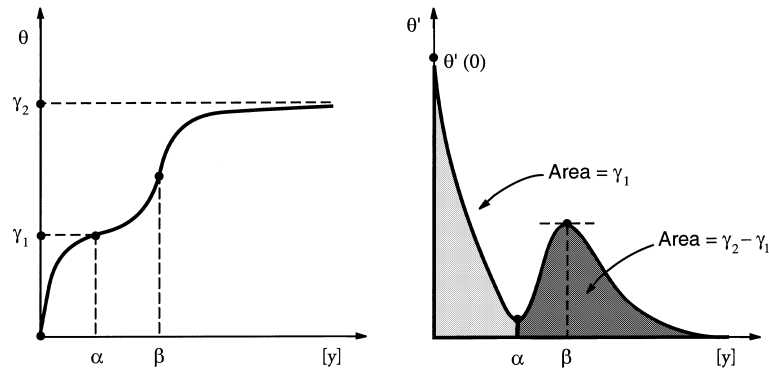 θ
γ₂
γ₁
α
β
[y]
θ'
θ' (0)
Area = γ₁
Area = γ₂ − γ₁
α
β
[y]